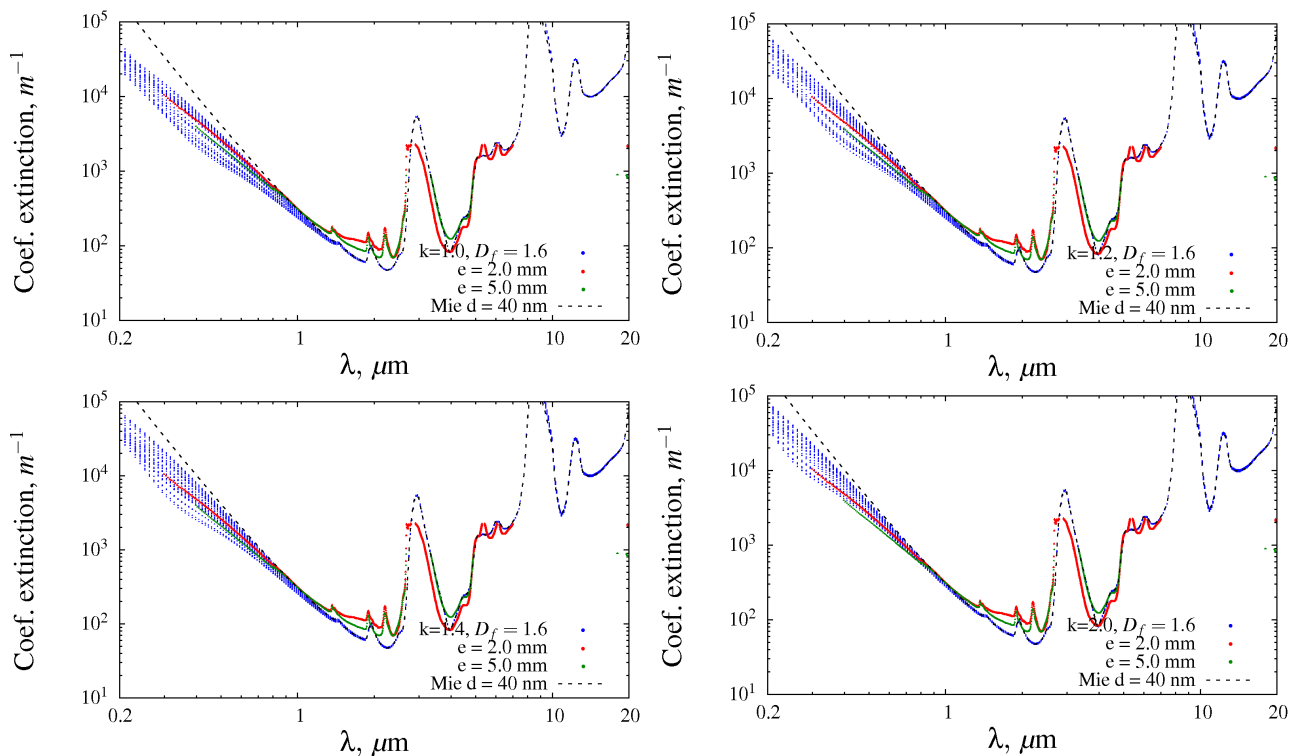 10^5
10^4
10^3
10^2
10^1
Coef. extinction, m^{-1}
k=1.0, D_f = 1.6
e = 2.0 mm
e = 5.0 mm
Mie d = 40 nm
0.2 1 10 20
λ, μm
10^5
10^4
10^3
10^2
10^1
Coef. extinction, m^{-1}
k=1.2, D_f = 1.6
e = 2.0 mm
e = 5.0 mm
Mie d = 40 nm
0.2 1 10 20
λ, μm
10^5
10^4
10^3
10^2
10^1
Coef. extinction, m^{-1}
k=1.4, D_f = 1.6
e = 2.0 mm
e = 5.0 mm
Mie d = 40 nm
0.2 1 10 20
λ, μm
10^5
10^4
10^3
10^2
10^1
Coef. extinction, m^{-1}
k=2.0, D_f = 1.6
e = 2.0 mm
e = 5.0 mm
Mie d = 40 nm
0.2 1 10 20
λ, μm